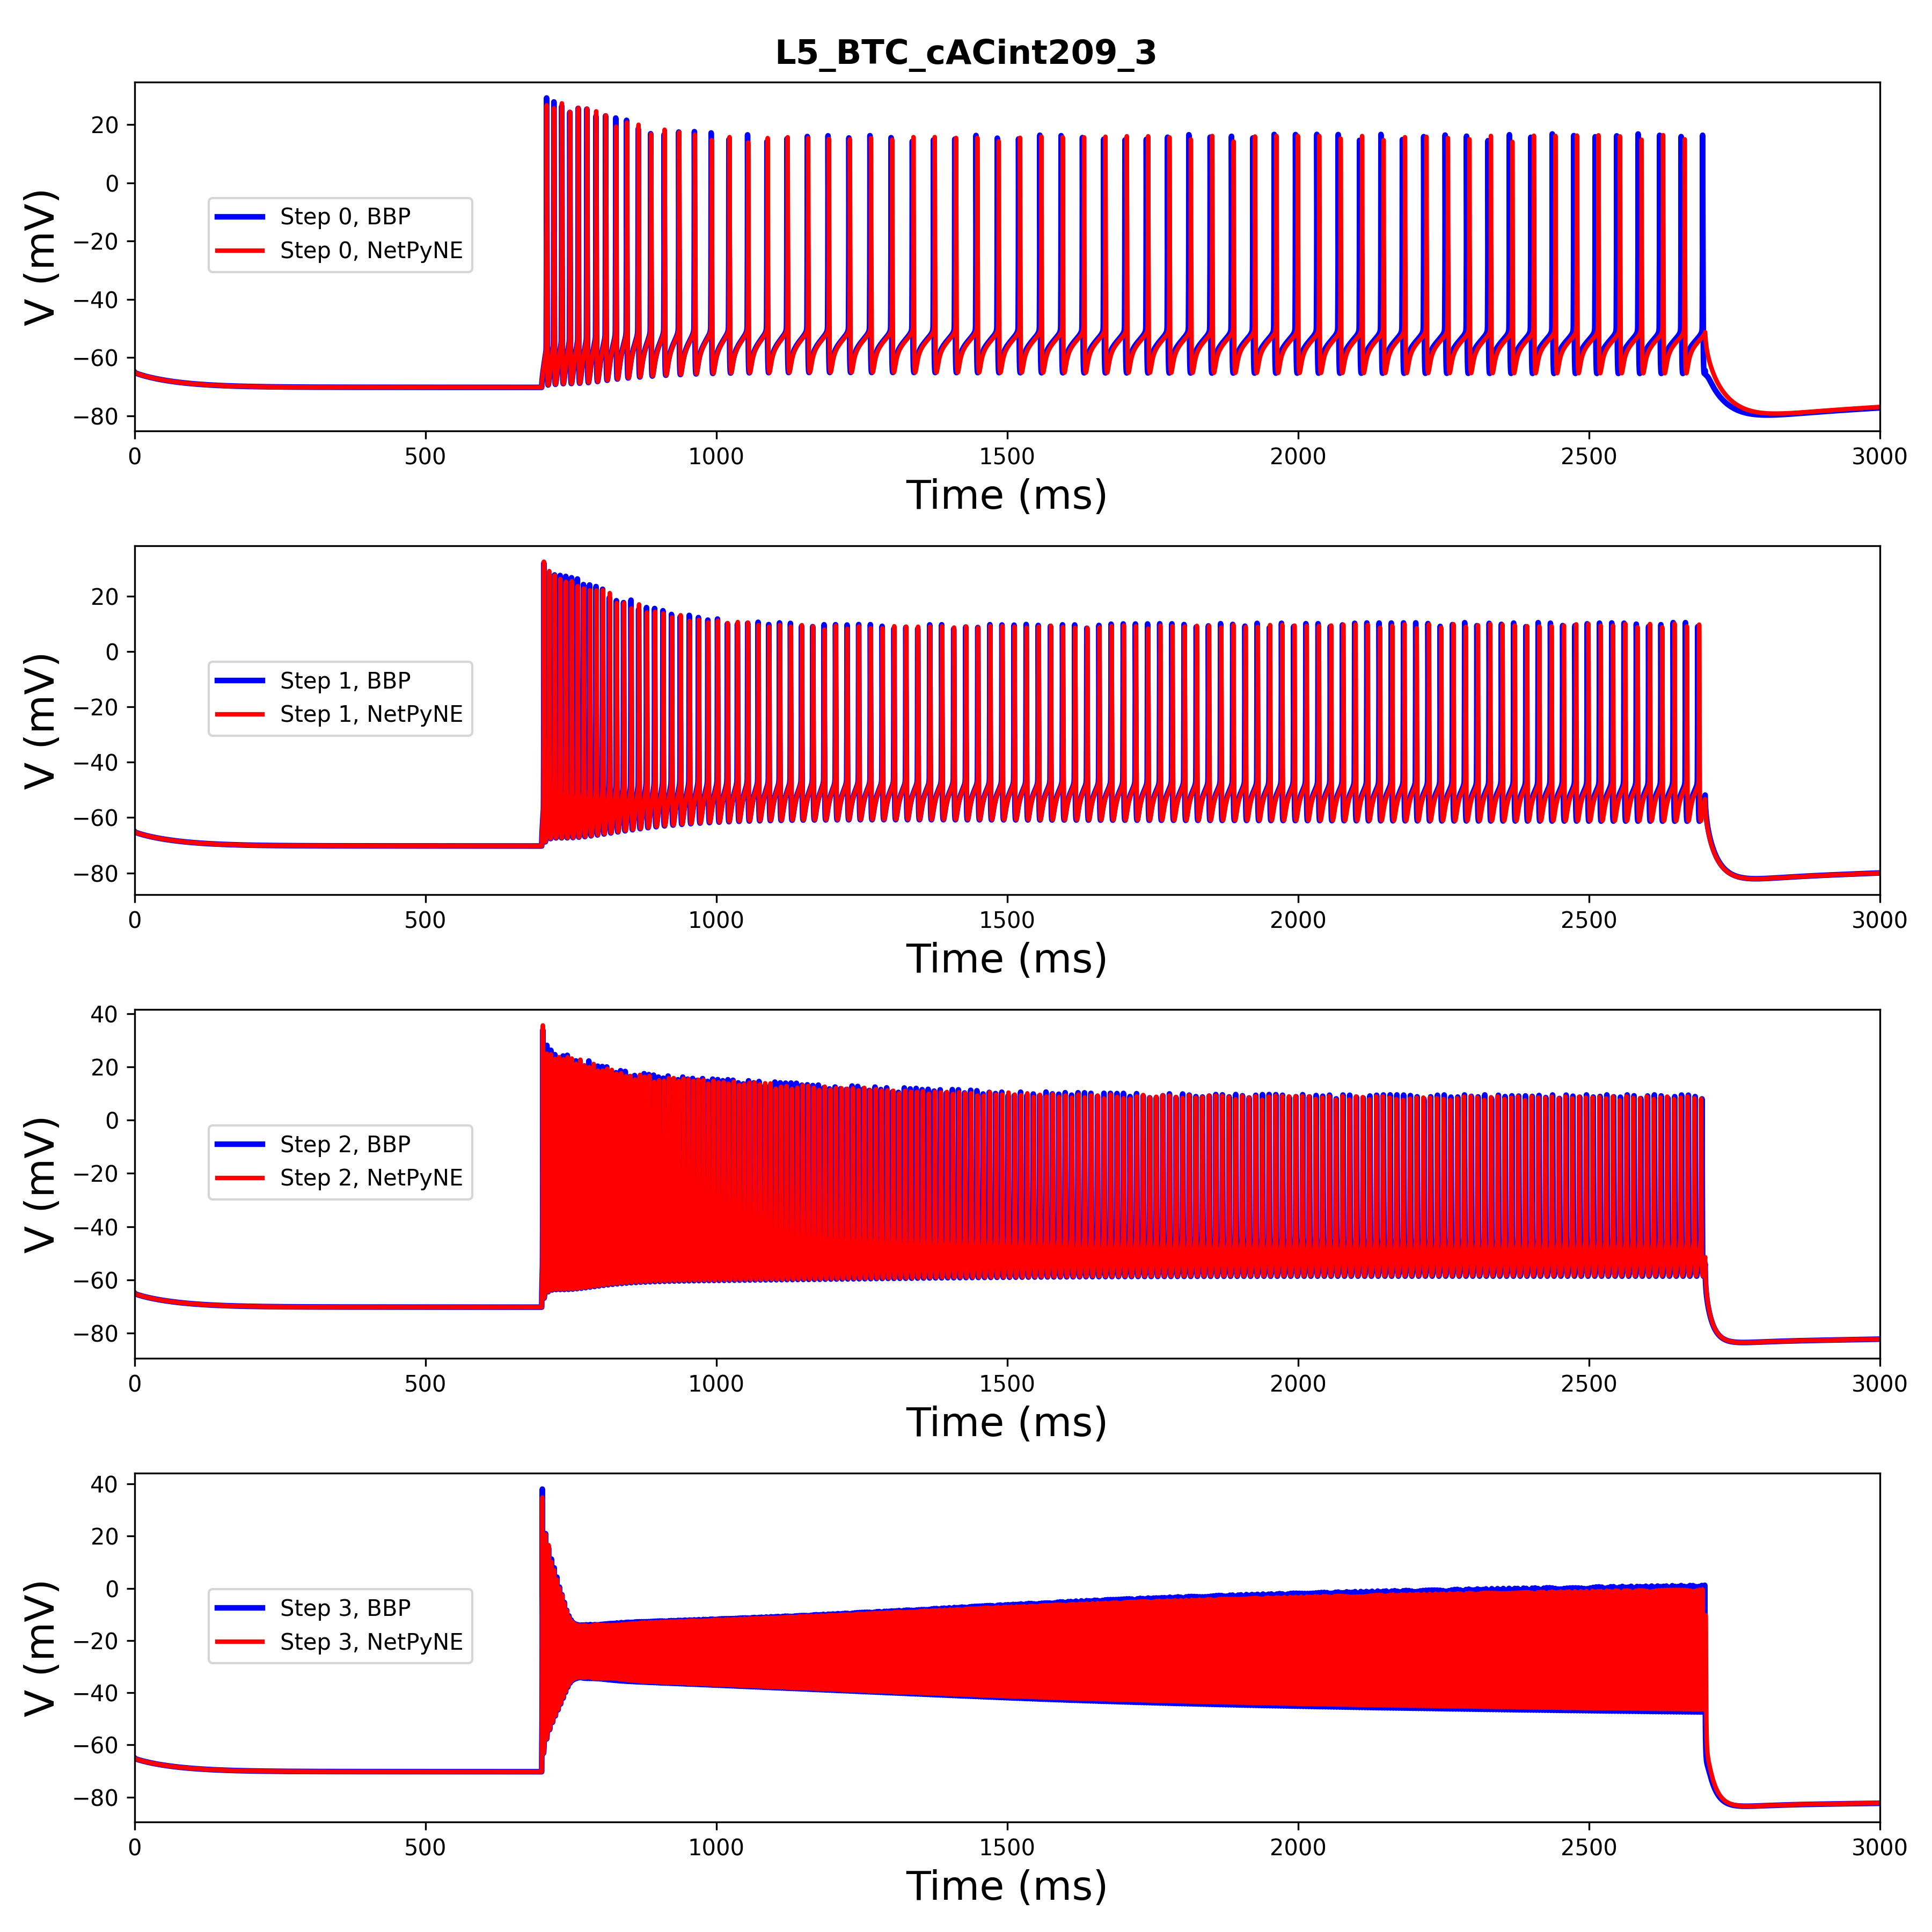 L5_BTC_cACint209_3
20
0
−20
−40
−60
−80
V (mV)
Step 0, BBP
Step 0, NetPyNE
0 500 1000 1500 2000 2500 3000
Time (ms)
20
0
−20
−40
−60
−80
V (mV)
Step 1, BBP
Step 1, NetPyNE
0 500 1000 1500 2000 2500 3000
Time (ms)
40
20
0
−20
−40
−60
−80
V (mV)
Step 2, BBP
Step 2, NetPyNE
0 500 1000 1500 2000 2500 3000
Time (ms)
40
20
0
−20
−40
−60
−80
V (mV)
Step 3, BBP
Step 3, NetPyNE
0 500 1000 1500 2000 2500 3000
Time (ms)